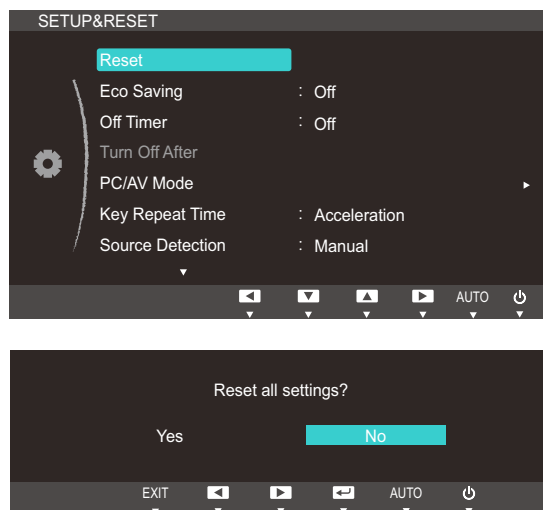 SETUP&RESET
Reset
Eco Saving : Off
Off Timer : Off
Turn Off After
PC/AV Mode
Key Repeat Time : Acceleration
Source Detection : Manual
AUTO
Reset all settings?
Yes No
EXIT AUTO